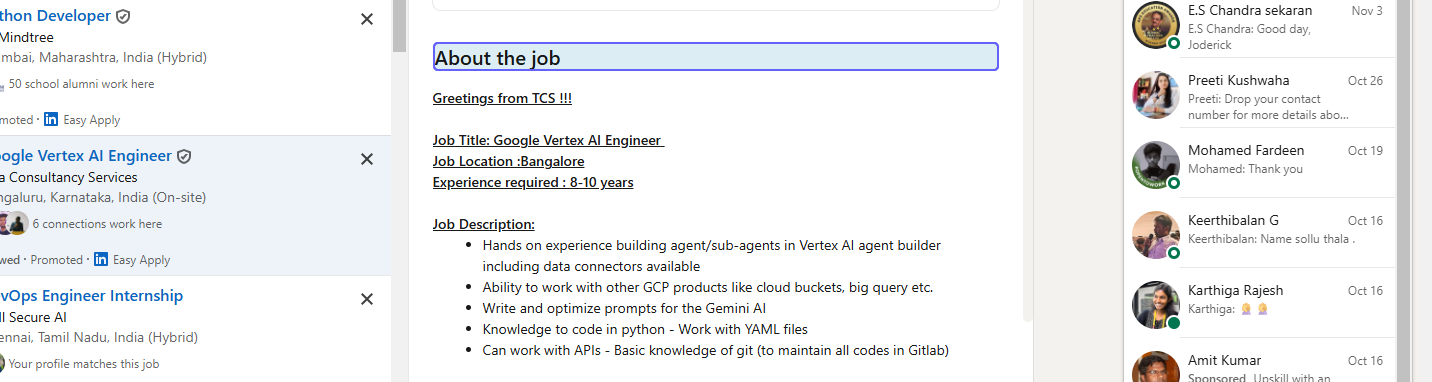 thon Developer
Mindtree
mbai, Maharashtra, India (Hybrid)
50 school alumni work here
moted · in Easy Apply
ogle Vertex AI Engineer
a Consultancy Services
ngaluru, Karnataka, India (On-site)
6 connections work here
wed · Promoted · in Easy Apply
vOps Engineer Internship
ll Secure AI
ennai, Tamil Nadu, India (Hybrid)
Your profile matches this job
About the job
Greetings from TCS !!!
Job Title: Google Vertex AI Engineer
Job Location :Bangalore
Experience required : 8-10 years
Job Description:
• Hands on experience building agent/sub-agents in Vertex AI agent builder
including data connectors available
• Ability to work with other GCP products like cloud buckets, big query etc.
• Write and optimize prompts for the Gemini AI
• Knowledge to code in python - Work with YAML files
• Can work with APIs - Basic knowledge of git (to maintain all codes in Gitlab)
E.S Chandra sekaran Nov 3
E.S Chandra: Good day,
Joderick
Preeti Kushwaha Oct 26
Preeti: Drop your contact
number for more details abo...
Mohamed Fardeen Oct 19
Mohamed: Thank you
Keerthibalan G Oct 16
Keerthibalan: Name sollu thala .
Karthiga Rajesh Oct 16
Karthiga: 🤦‍♀️ 🤦‍♀️
Amit Kumar Oct 16
Sponsored Upskill with an